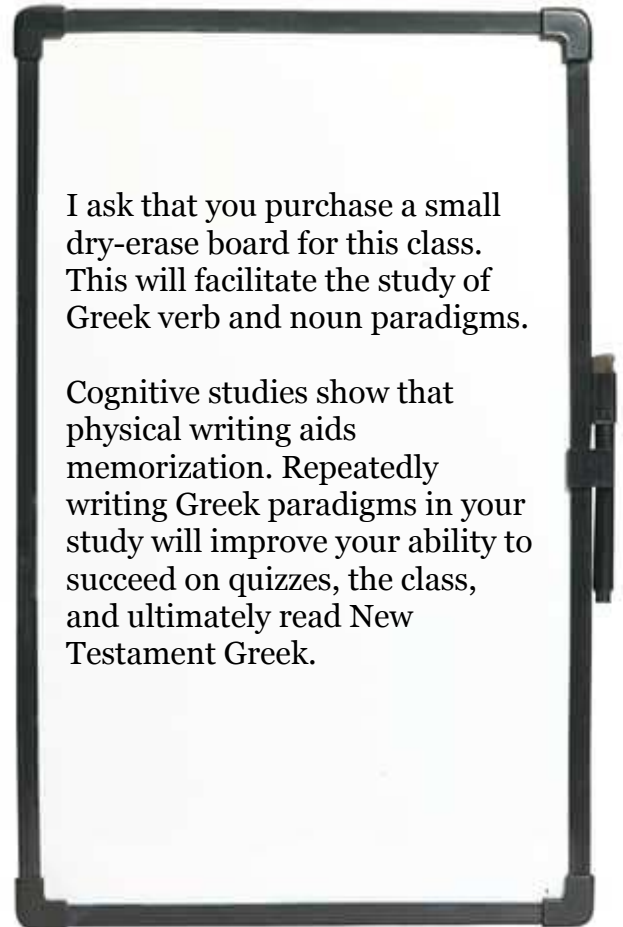 I ask that you purchase a small
dry-erase board for this class.
This will facilitate the study of
Greek verb and noun paradigms.
Cognitive studies show that
physical writing aids
memorization. Repeatedly
writing Greek paradigms in your
study will improve your ability to
succeed on quizzes, the class,
and ultimately read New
Testament Greek.